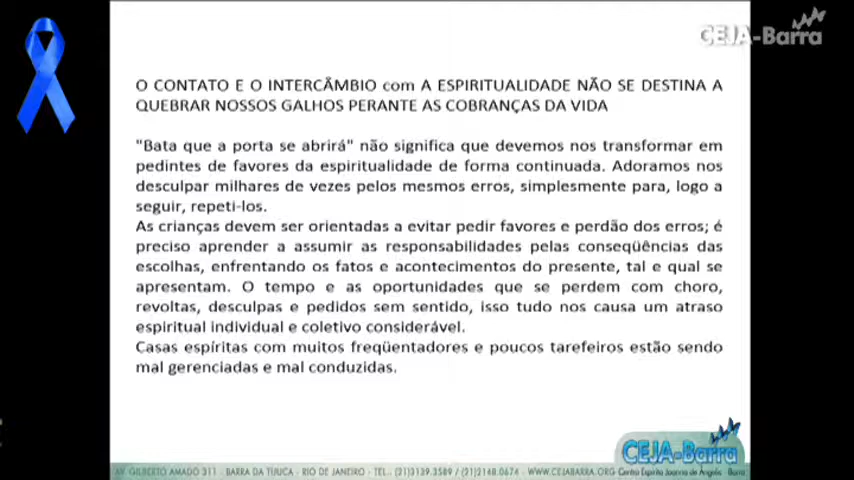 CEJA-Barra
O CONTATO E O INTERCÂMBIO com A ESPIRITUALIDADE NÃO SE DESTINA A
QUEBRAR NOSSOS GALHOS PERANTE AS COBRANÇAS DA VIDA
"Bata que a porta se abrirá" não significa que devemos nos transformar em
pedintes de favores da espiritualidade de forma continuada. Adoramos nos
desculpar milhares de vezes pelos mesmos erros, simplesmente para, logo a
seguir, repeti-los.
As crianças devem ser orientadas a evitar pedir favores e perdão dos erros; é
preciso aprender a assumir as responsabilidades pelas conseqüências das
escolhas, enfrentando os fatos e acontecimentos do presente, tal e qual se
apresentam. O tempo e as oportunidades que se perdem com choro,
revoltas, desculpas e pedidos sem sentido, isso tudo nos causa um atraso
espiritual individual e coletivo considerável.
Casas espíritas com muitos freqüentadores e poucos tarefeiros estão sendo
mal gerenciadas e mal conduzidas.
CEJA-Barra
AV. GILBERTO AMADO 311 - BARRA DA TIJUCA - RIO DE JANEIRO - TEL.: (21)3139.3589 / (21)2168.0674 - WWW.CEJABARRA.ORG Centro Espírita Joanna de Ângelis - Barra